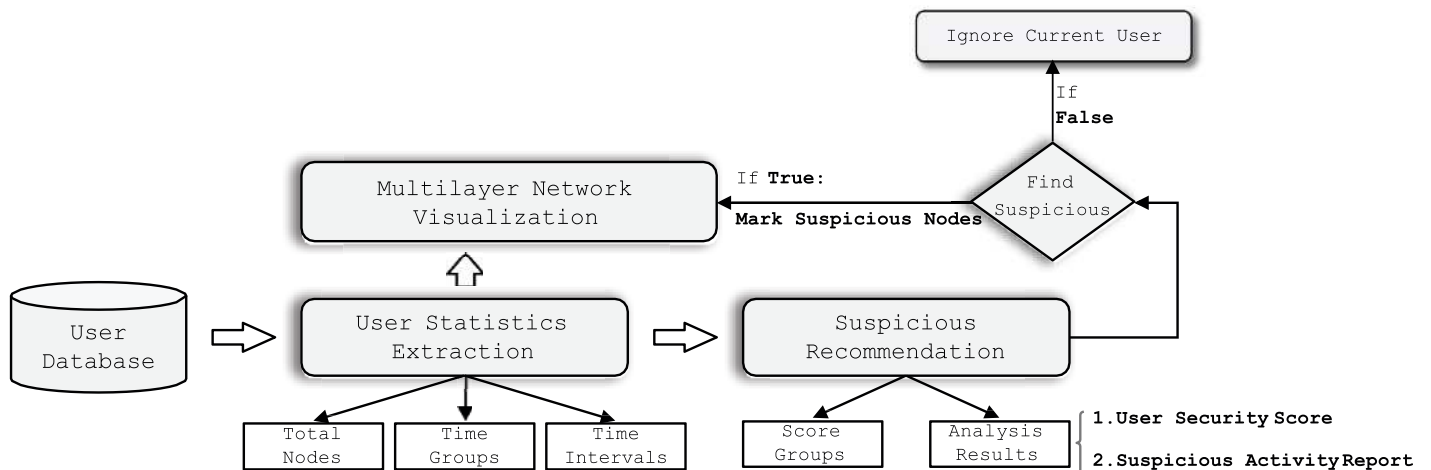 Ignore Current User
If
False
Find
Suspicious
If True:
Mark Suspicious Nodes
Multilayer Network
Visualization
User
Database
User Statistics
Extraction
Suspicious
Recommendation
Total
Nodes
Time
Groups
Time
Intervals
Score
Groups
Analysis
Results
1.User Security Score
2.Suspicious Activity Report